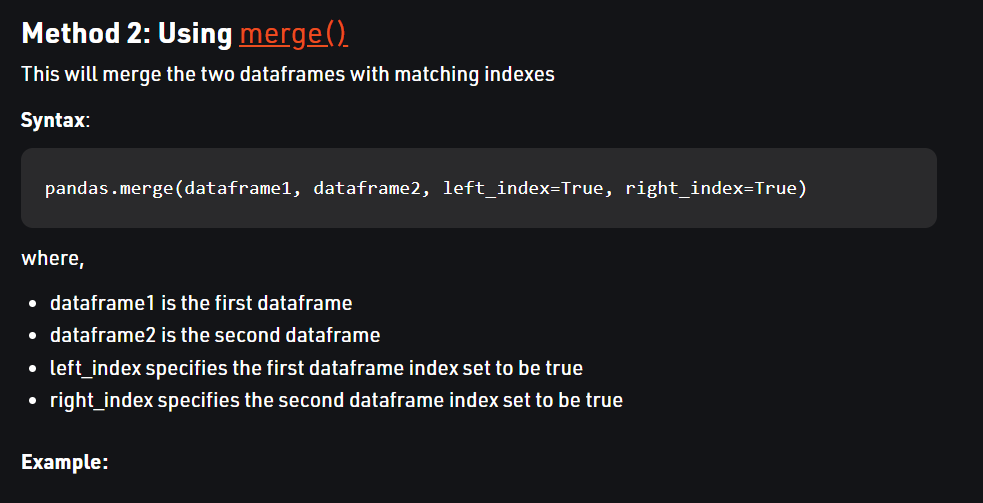 Method 2: Using merge()
This will merge the two dataframes with matching indexes
Syntax:
pandas.merge(dataframe1, dataframe2, left_index=True, right_index=True)
where,
• dataframe1 is the first dataframe
• dataframe2 is the second dataframe
• left_index specifies the first dataframe index set to be true
• right_index specifies the second dataframe index set to be true
Example: